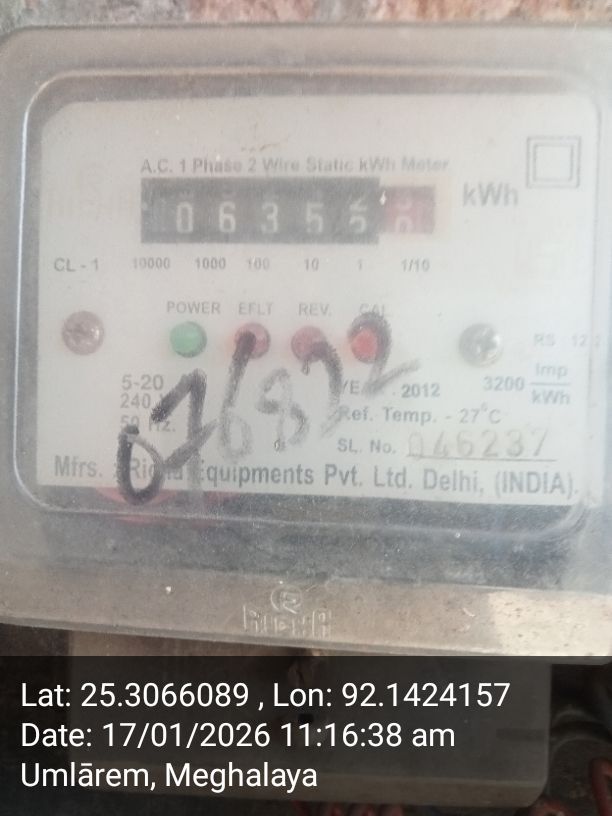 A.C. 1 Phase 2 Wire Static kWh Meter
0 6 3 5 5 kWh
CL - 1 10000 1000 100 10 1 1/10
POWER EFLT REV. CAL
5-20 2012 3200 Imp/kWh
240
50 Hz. Ref. Temp. - 27°C
SL. No. 046237
Mfrs. : Righa Equipments Pvt. Ltd. Delhi, (INDIA).
RIGHA
Lat: 25.3066089 , Lon: 92.1424157
Date: 17/01/2026 11:16:38 am
Umlārem, Meghalaya